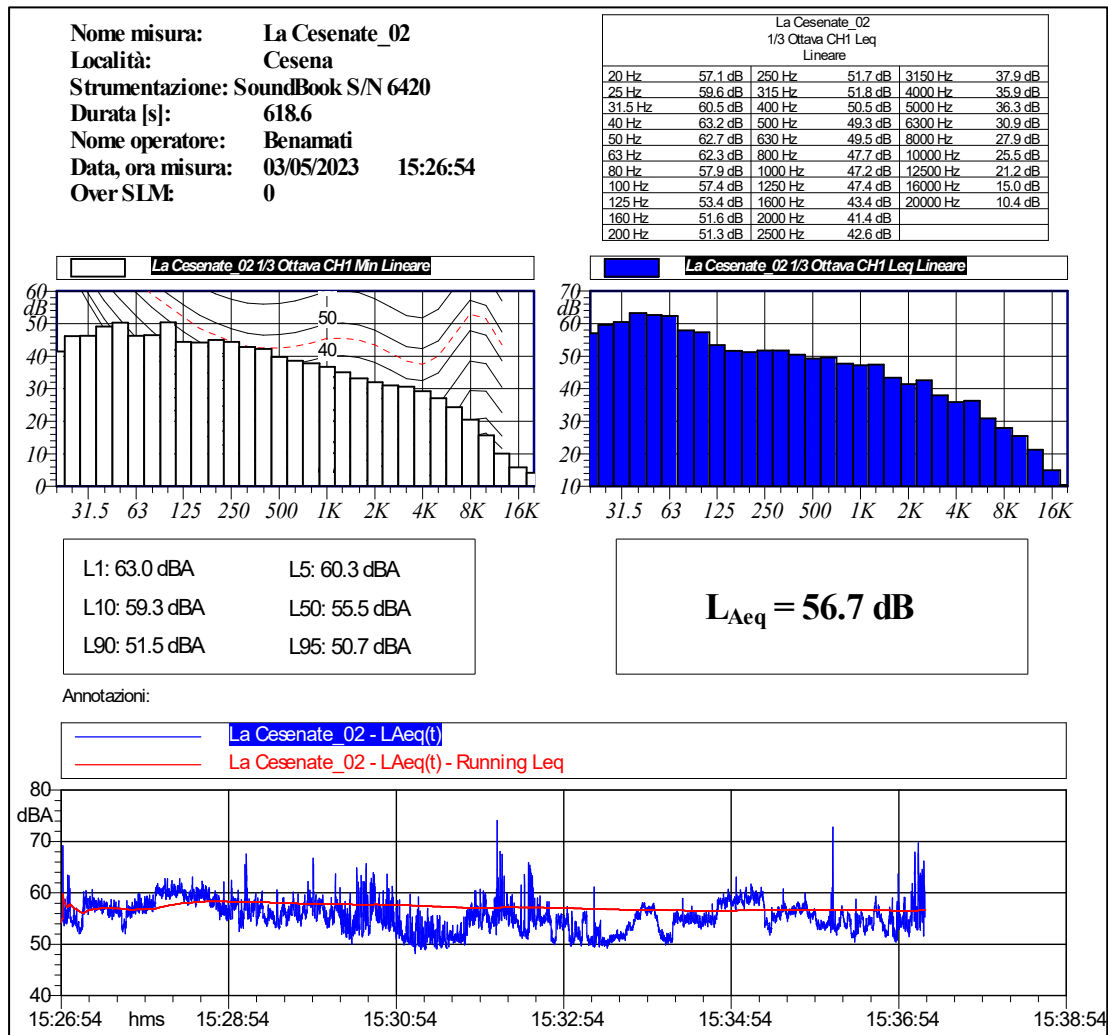 Nome misura: La Cesenate_02
Località: Cesena
Strumentazione: SoundBook S/N 6420
Durata [s]: 618.6
Nome operatore: Benamati
Data, ora misura: 03/05/2023 15:26:54
Over SLM: 0
La Cesenate_02
1/3 Ottava CH1 Leq
Lineare
20 Hz 57.1 dB 250 Hz 51.7 dB 3150 Hz 37.9 dB
25 Hz 59.6 dB 315 Hz 51.8 dB 4000 Hz 35.9 dB
31.5 Hz 60.5 dB 400 Hz 50.5 dB 5000 Hz 36.3 dB
40 Hz 63.2 dB 500 Hz 49.3 dB 6300 Hz 30.9 dB
50 Hz 62.7 dB 630 Hz 49.5 dB 8000 Hz 27.9 dB
63 Hz 62.3 dB 800 Hz 47.7 dB 10000 Hz 25.5 dB
80 Hz 57.9 dB 1000 Hz 47.2 dB 12500 Hz 21.2 dB
100 Hz 57.4 dB 1250 Hz 47.4 dB 16000 Hz 15.0 dB
125 Hz 53.4 dB 1600 Hz 43.4 dB 20000 Hz 10.4 dB
160 Hz 51.6 dB 2000 Hz 41.4 dB
200 Hz 51.3 dB 2500 Hz 42.6 dB
La Cesenate_02 1/3 Ottava CH1 Min Lineare
60
dB
50
40
30
20
10
0
50
40
31.5 63 125 250 500 1K 2K 4K 8K 16K
La Cesenate_02 1/3 Ottava CH1 Leq Lineare
70
dB
60
50
40
30
20
10
31.5 63 125 250 500 1K 2K 4K 8K 16K
L1: 63.0 dBA L5: 60.3 dBA
L10: 59.3 dBA L50: 55.5 dBA
L90: 51.5 dBA L95: 50.7 dBA
LAeq = 56.7 dB
Annotazioni:
La Cesenate_02 - LAeq(t)
La Cesenate_02 - LAeq(t) - Running Leq
80
dBA
70
60
50
40
15:26:54 hms 15:28:54 15:30:54 15:32:54 15:34:54 15:36:54 15:38:54